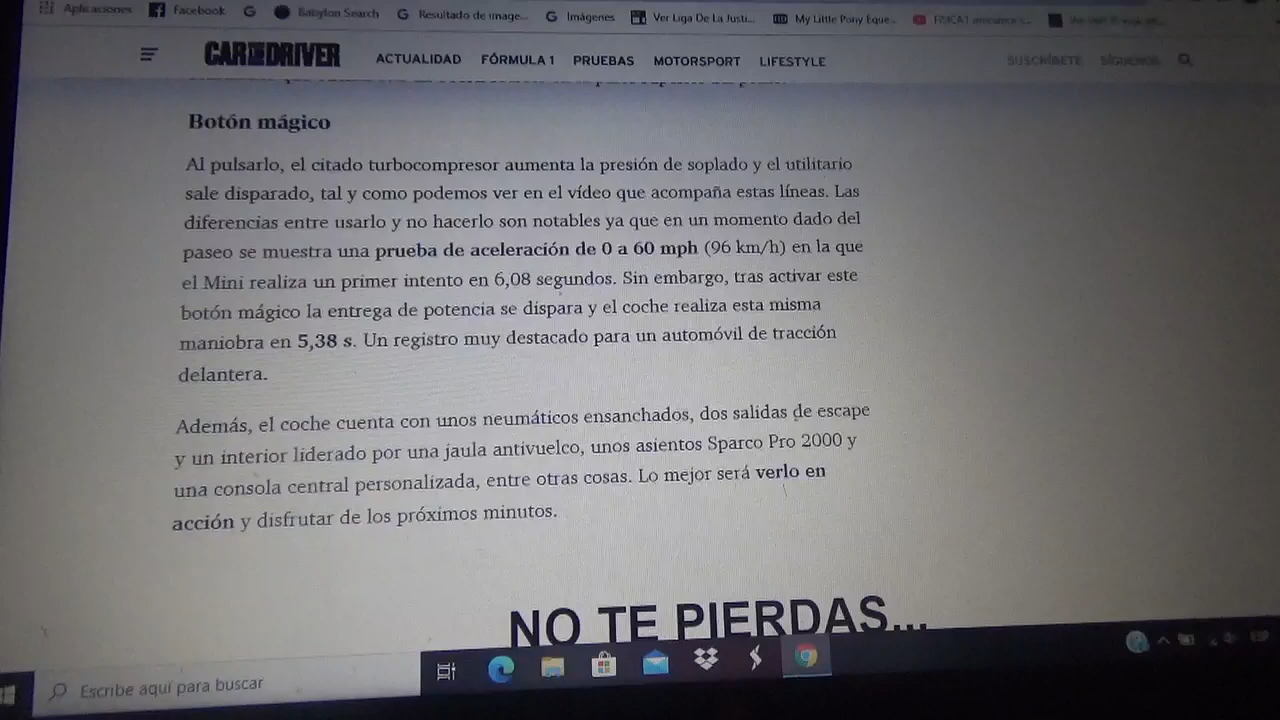 Aplicaciones Facebook G Babylon Search G Resultado de image... G Imágenes Ver Liga De La Justi... My Little Pony Eque...
CAR AND DRIVER ACTUALIDAD FÓRMULA 1 PRUEBAS MOTORSPORT LIFESTYLE SUSCRÍBETE SÍGUENOS
Botón mágico
Al pulsarlo, el citado turbocompresor aumenta la presión de soplado y el utilitario
sale disparado, tal y como podemos ver en el vídeo que acompaña estas líneas. Las
diferencias entre usarlo y no hacerlo son notables ya que en un momento dado del
paseo se muestra una prueba de aceleración de 0 a 60 mph (96 km/h) en la que
el Mini realiza un primer intento en 6,08 segundos. Sin embargo, tras activar este
botón mágico la entrega de potencia se dispara y el coche realiza esta misma
maniobra en 5,38 s. Un registro muy destacado para un automóvil de tracción
delantera.
Además, el coche cuenta con unos neumáticos ensanchados, dos salidas de escape
y un interior liderado por una jaula antivuelco, unos asientos Sparco Pro 2000 y
una consola central personalizada, entre otras cosas. Lo mejor será verlo en
acción y disfrutar de los próximos minutos.
NO TE PIERDAS...
Escribe aquí para buscar